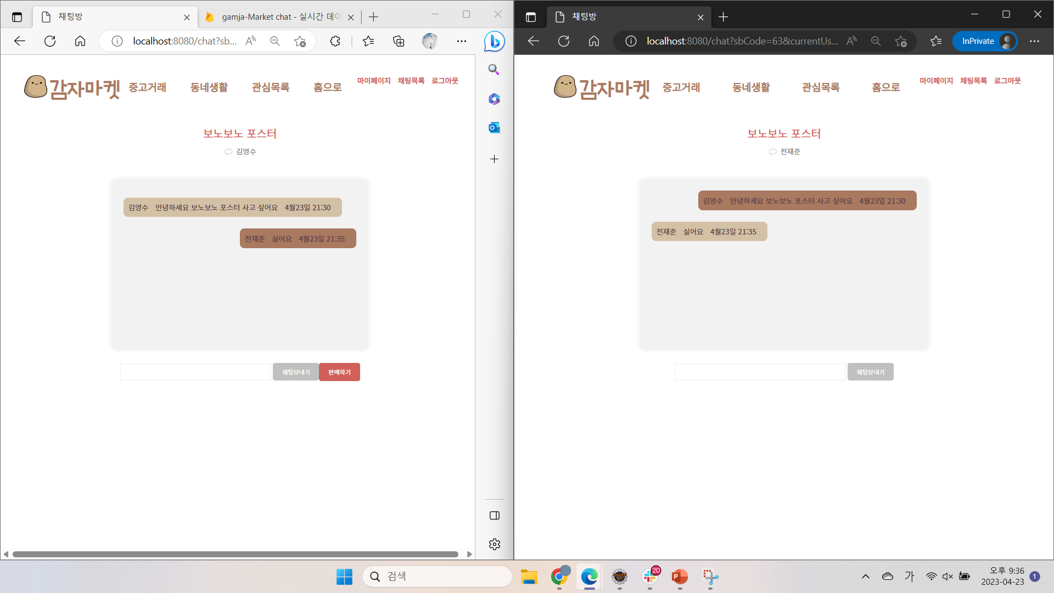 채팅방
gamja-Market chat - 실시간 데이
localhost:8080/chat?sb...
감자마켓
중고거래
동네생활
관심목록
홈으로
마이페이지
채팅목록
로그아웃
보노보노 포스터
김영수
김영수 안녕하세요 보노보노 포스터 사고 싶어요 4월23일 21:30
전재준 싫어요 4월23일 21:35
채팅보내기
판매하기
채팅방
localhost:8080/chat?sbCode=63&currentUs...
InPrivate
감자마켓
중고거래
동네생활
관심목록
홈으로
마이페이지
채팅목록
로그아웃
보노보노 포스터
전재준
김영수 안녕하세요 보노보노 포스터 사고 싶어요 4월23일 21:30
전재준 싫어요 4월23일 21:35
채팅보내기
검색
20
가
오후 9:36
2023-04-23
1